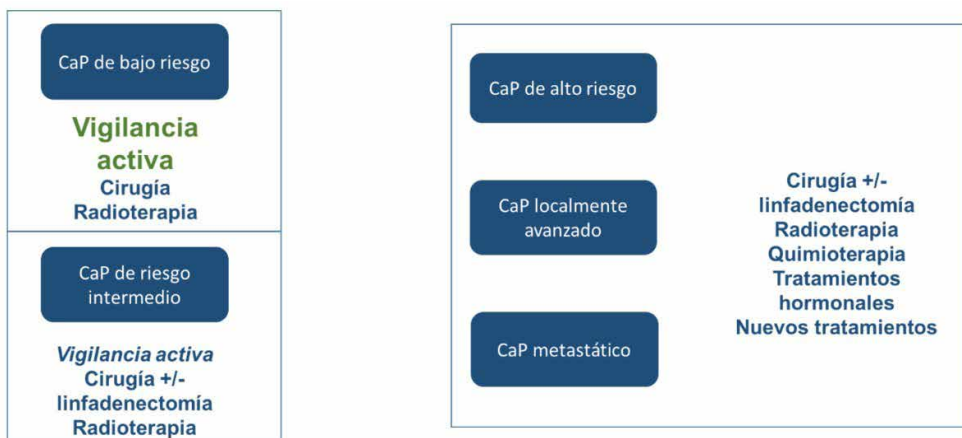 CaP de bajo riesgo
Vigilancia
activa
Cirugía
Radioterapia
CaP de riesgo
intermedio
Vigilancia activa
Cirugía +/-
linfadenectomía
Radioterapia
CaP de alto riesgo
CaP localmente
avanzado
CaP metastático
Cirugía +/-
linfadenectomía
Radioterapia
Quimioterapia
Tratamientos
hormonales
Nuevos tratamientos